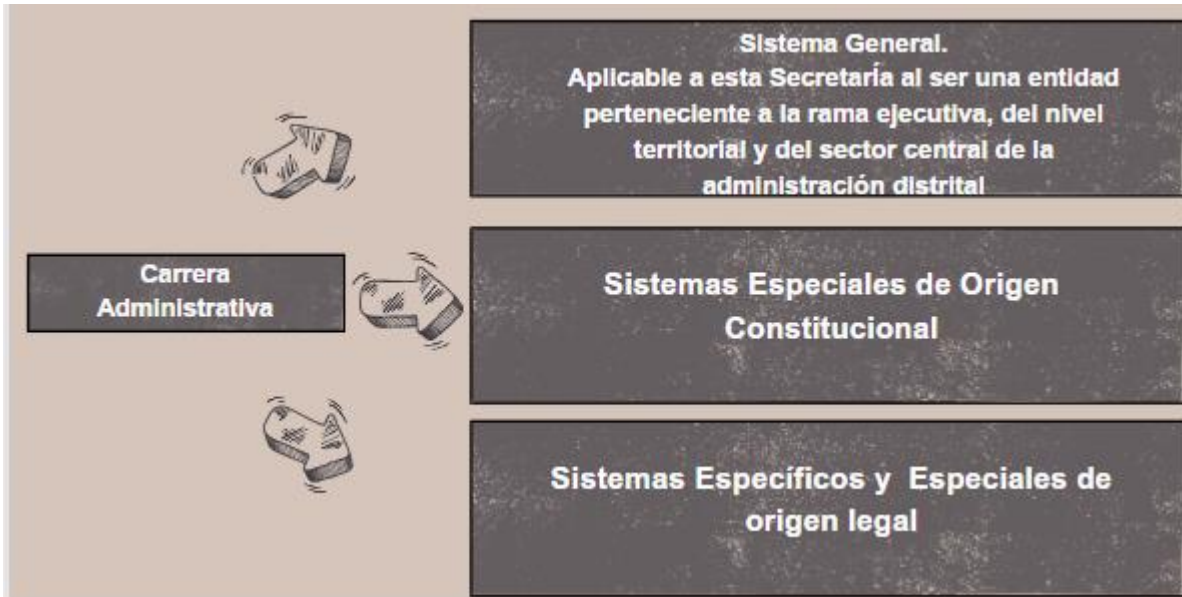 Sistema General.
Aplicable a esta Secretaría al ser una entidad
perteneciente a la rama ejecutiva, del nivel
territorial y del sector central de la
administración distrital
Carrera
Administrativa
Sistemas Especiales de Origen
Constitucional
Sistemas Específicos y Especiales de
origen legal